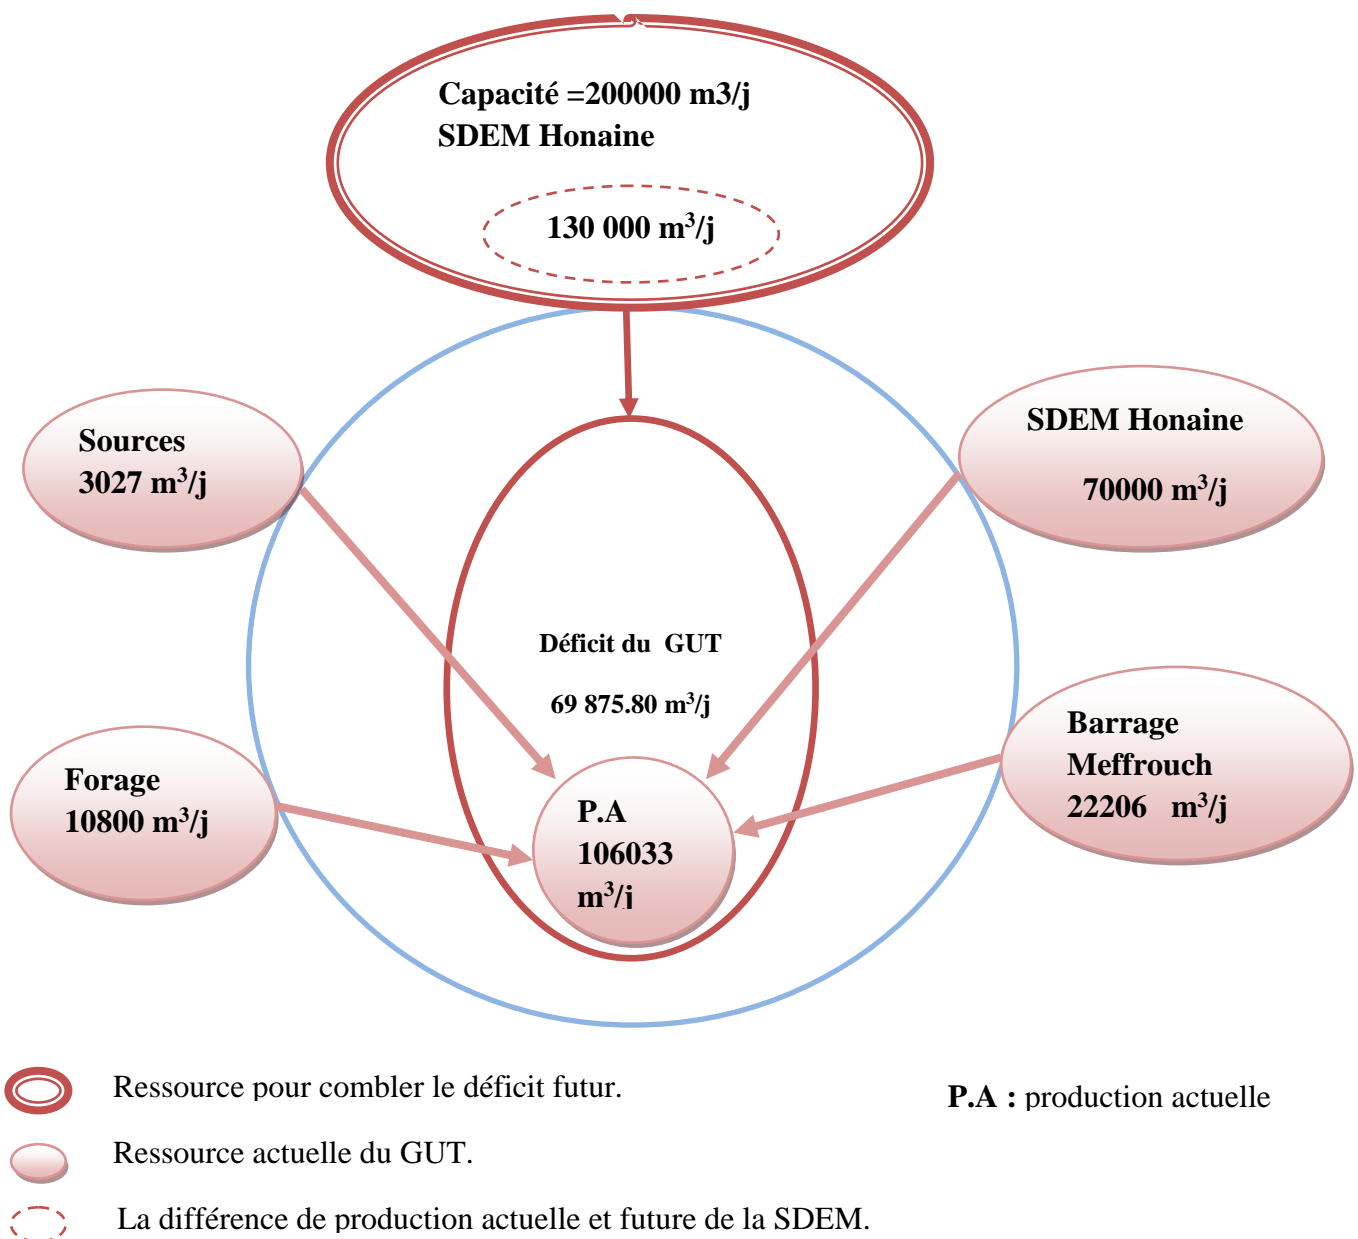 Capacité =200000 m3/j
SDEM Honaine
130 000 m³/j
Sources
3027 m³/j
SDEM Honaine
70000 m³/j
Déficit du GUT
69 875.80 m³/j
Forage
10800 m³/j
Barrage
Meffrouch
22206 m³/j
P.A
106033
m³/j
Ressource pour combler le déficit futur.
P.A : production actuelle
Ressource actuelle du GUT.
La différence de production actuelle et future de la SDEM.